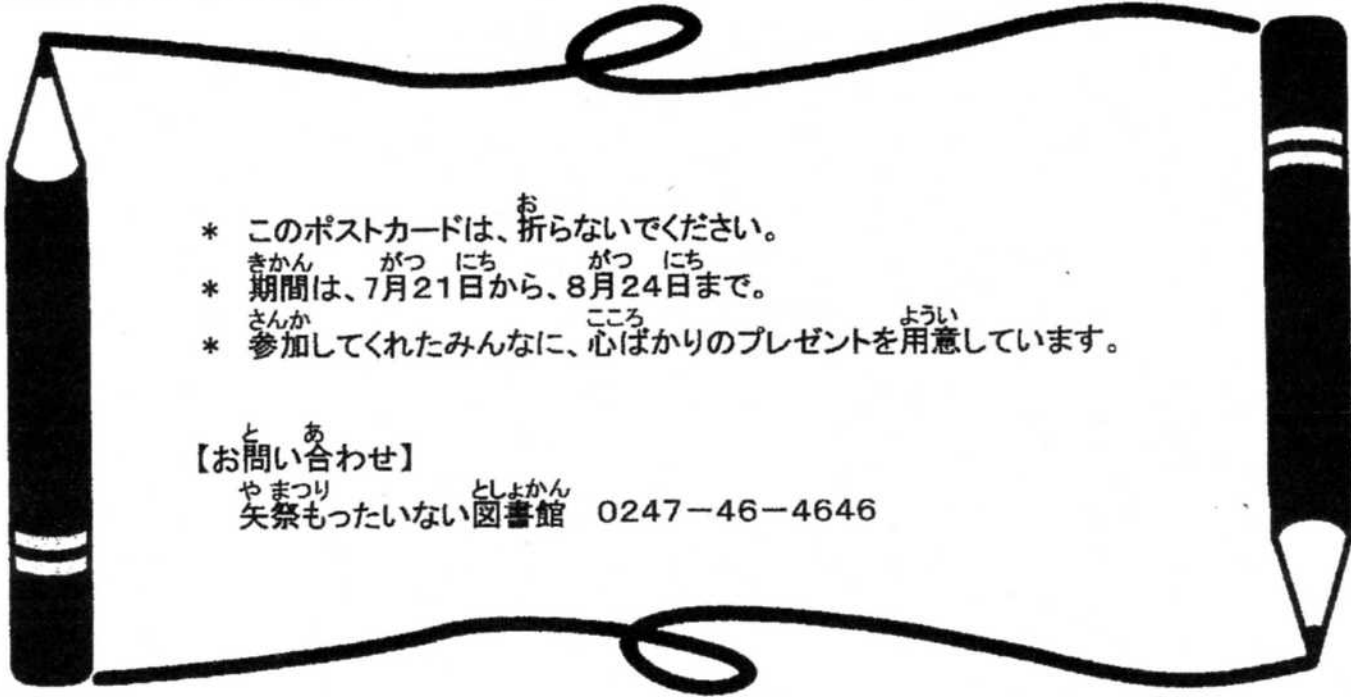 * このポストカードは、折らないでください。
* 期間は、7月21日から、8月24日まで。
* 参加してくれたみんなに、心ばかりのプレゼントを用意しています。
【お問い合わせ】
矢祭もったいない図書館 0247-46-4646